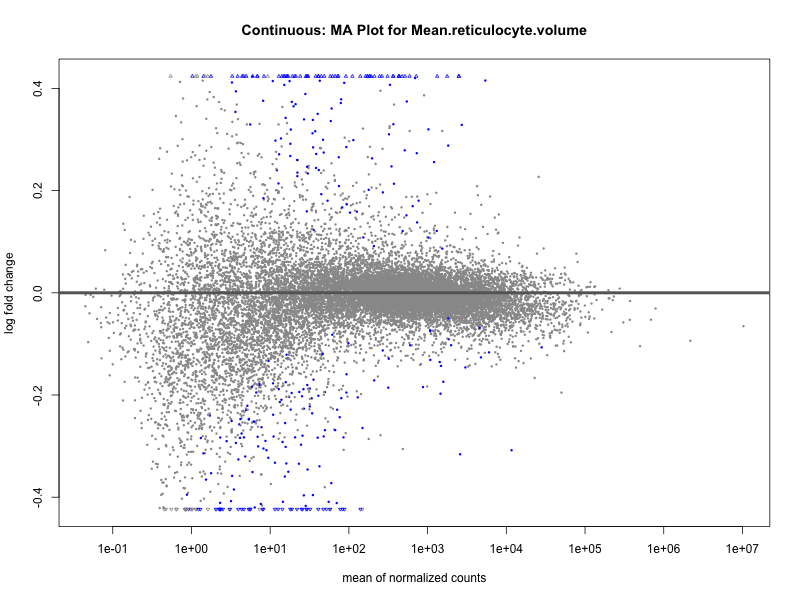 Continuous: MA Plot for Mean.reticulocyte.volume
log fold change
0.4
0.2
0.0
-0.2
-0.4
1e-01 1e+00 1e+01 1e+02 1e+03 1e+04 1e+05 1e+06 1e+07
mean of normalized counts